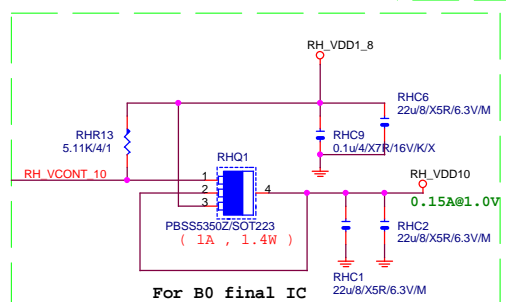 RH_VDD1_8
RHC6
22u/8/X5R/6.3V/M
RHR13
5.11K/4/1
RHC9
0.1u/4/X7R/16V/K/X
RHQ1
RH_VDD10
RH_VCONT_10
1
2
3
4
0.15A@1.0V
PBSS5350Z/SOT223
( 1A , 1.4W )
RHC2
22u/8/X5R/6.3V/M
RHC1
22u/8/X5R/6.3V/M
For B0 final IC